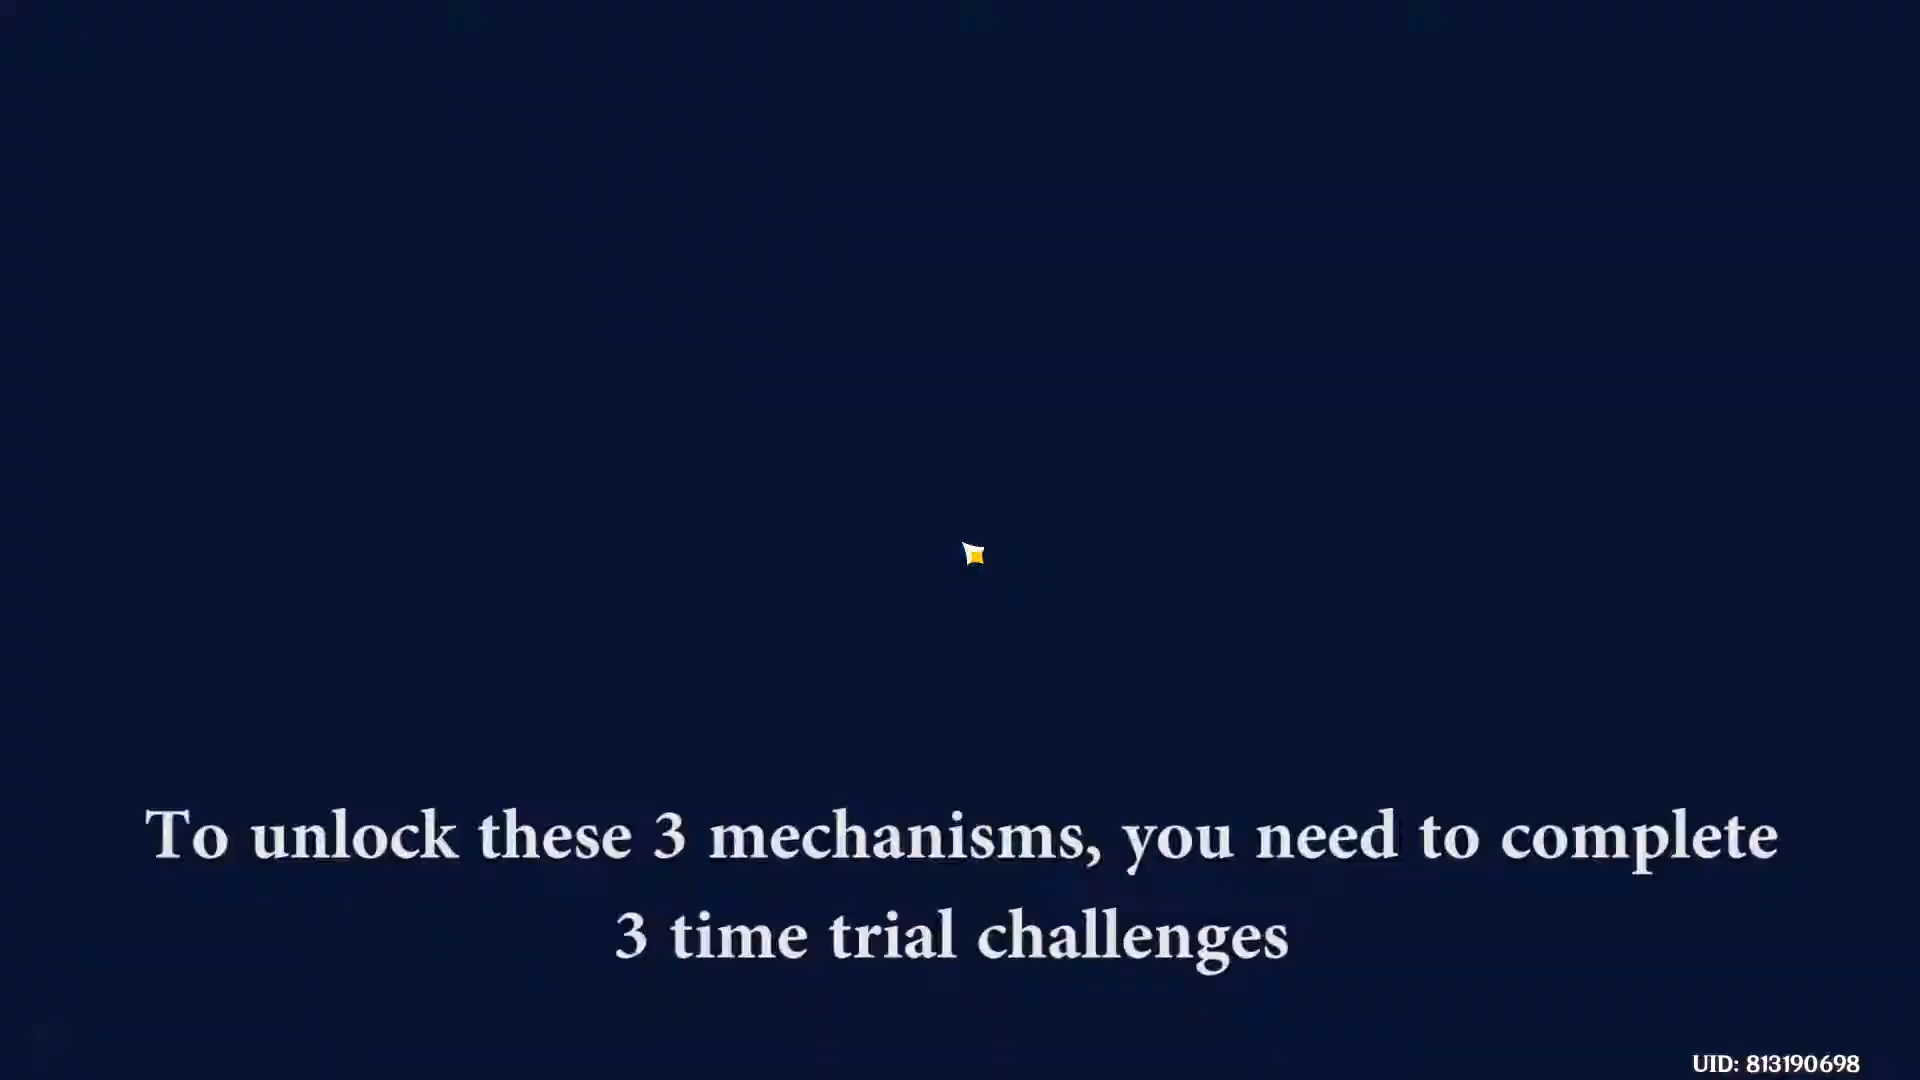 To unlock these 3 mechanisms, you need to complete
3 time trial challenges
UID: 813190698